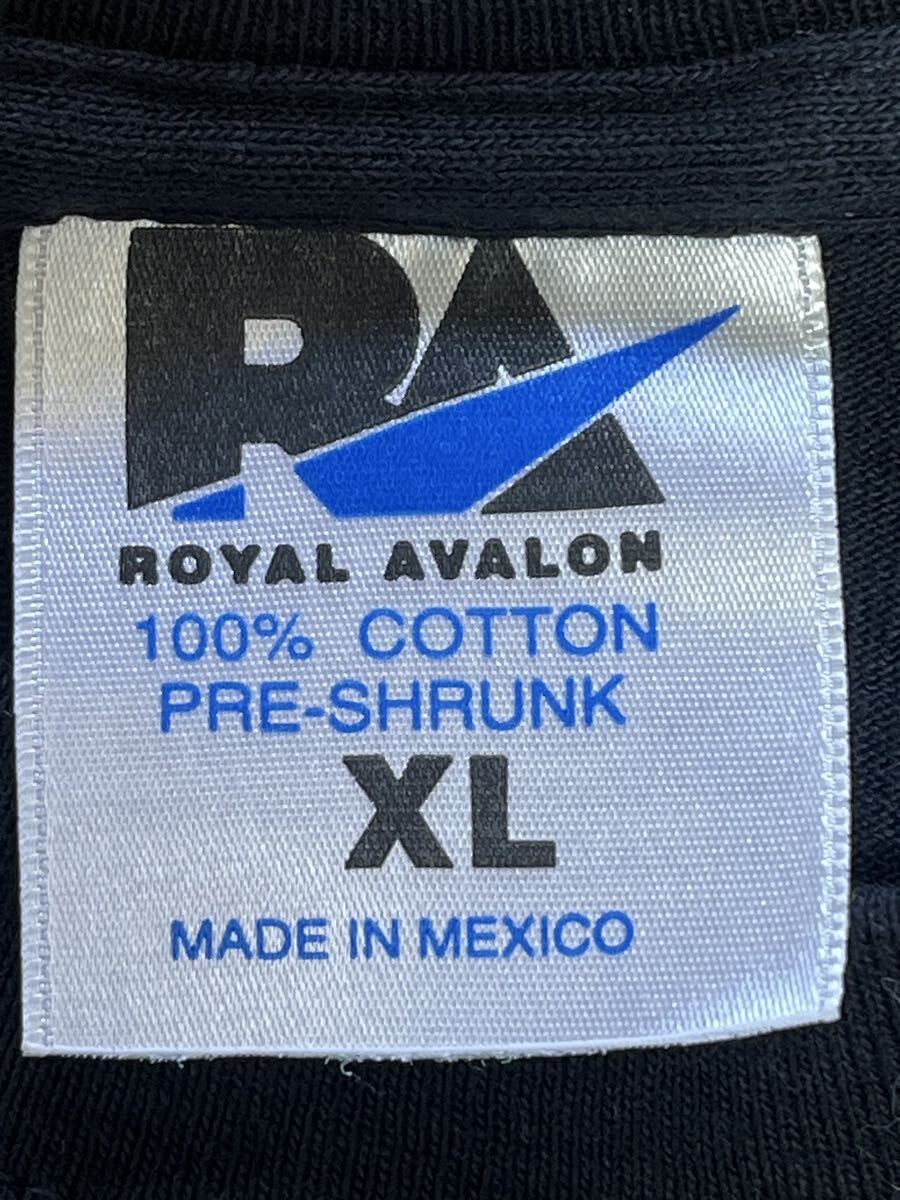 RA
ROYAL AVALON
100% COTTON
PRE-SHRUNK
XL
MADE IN MEXICO